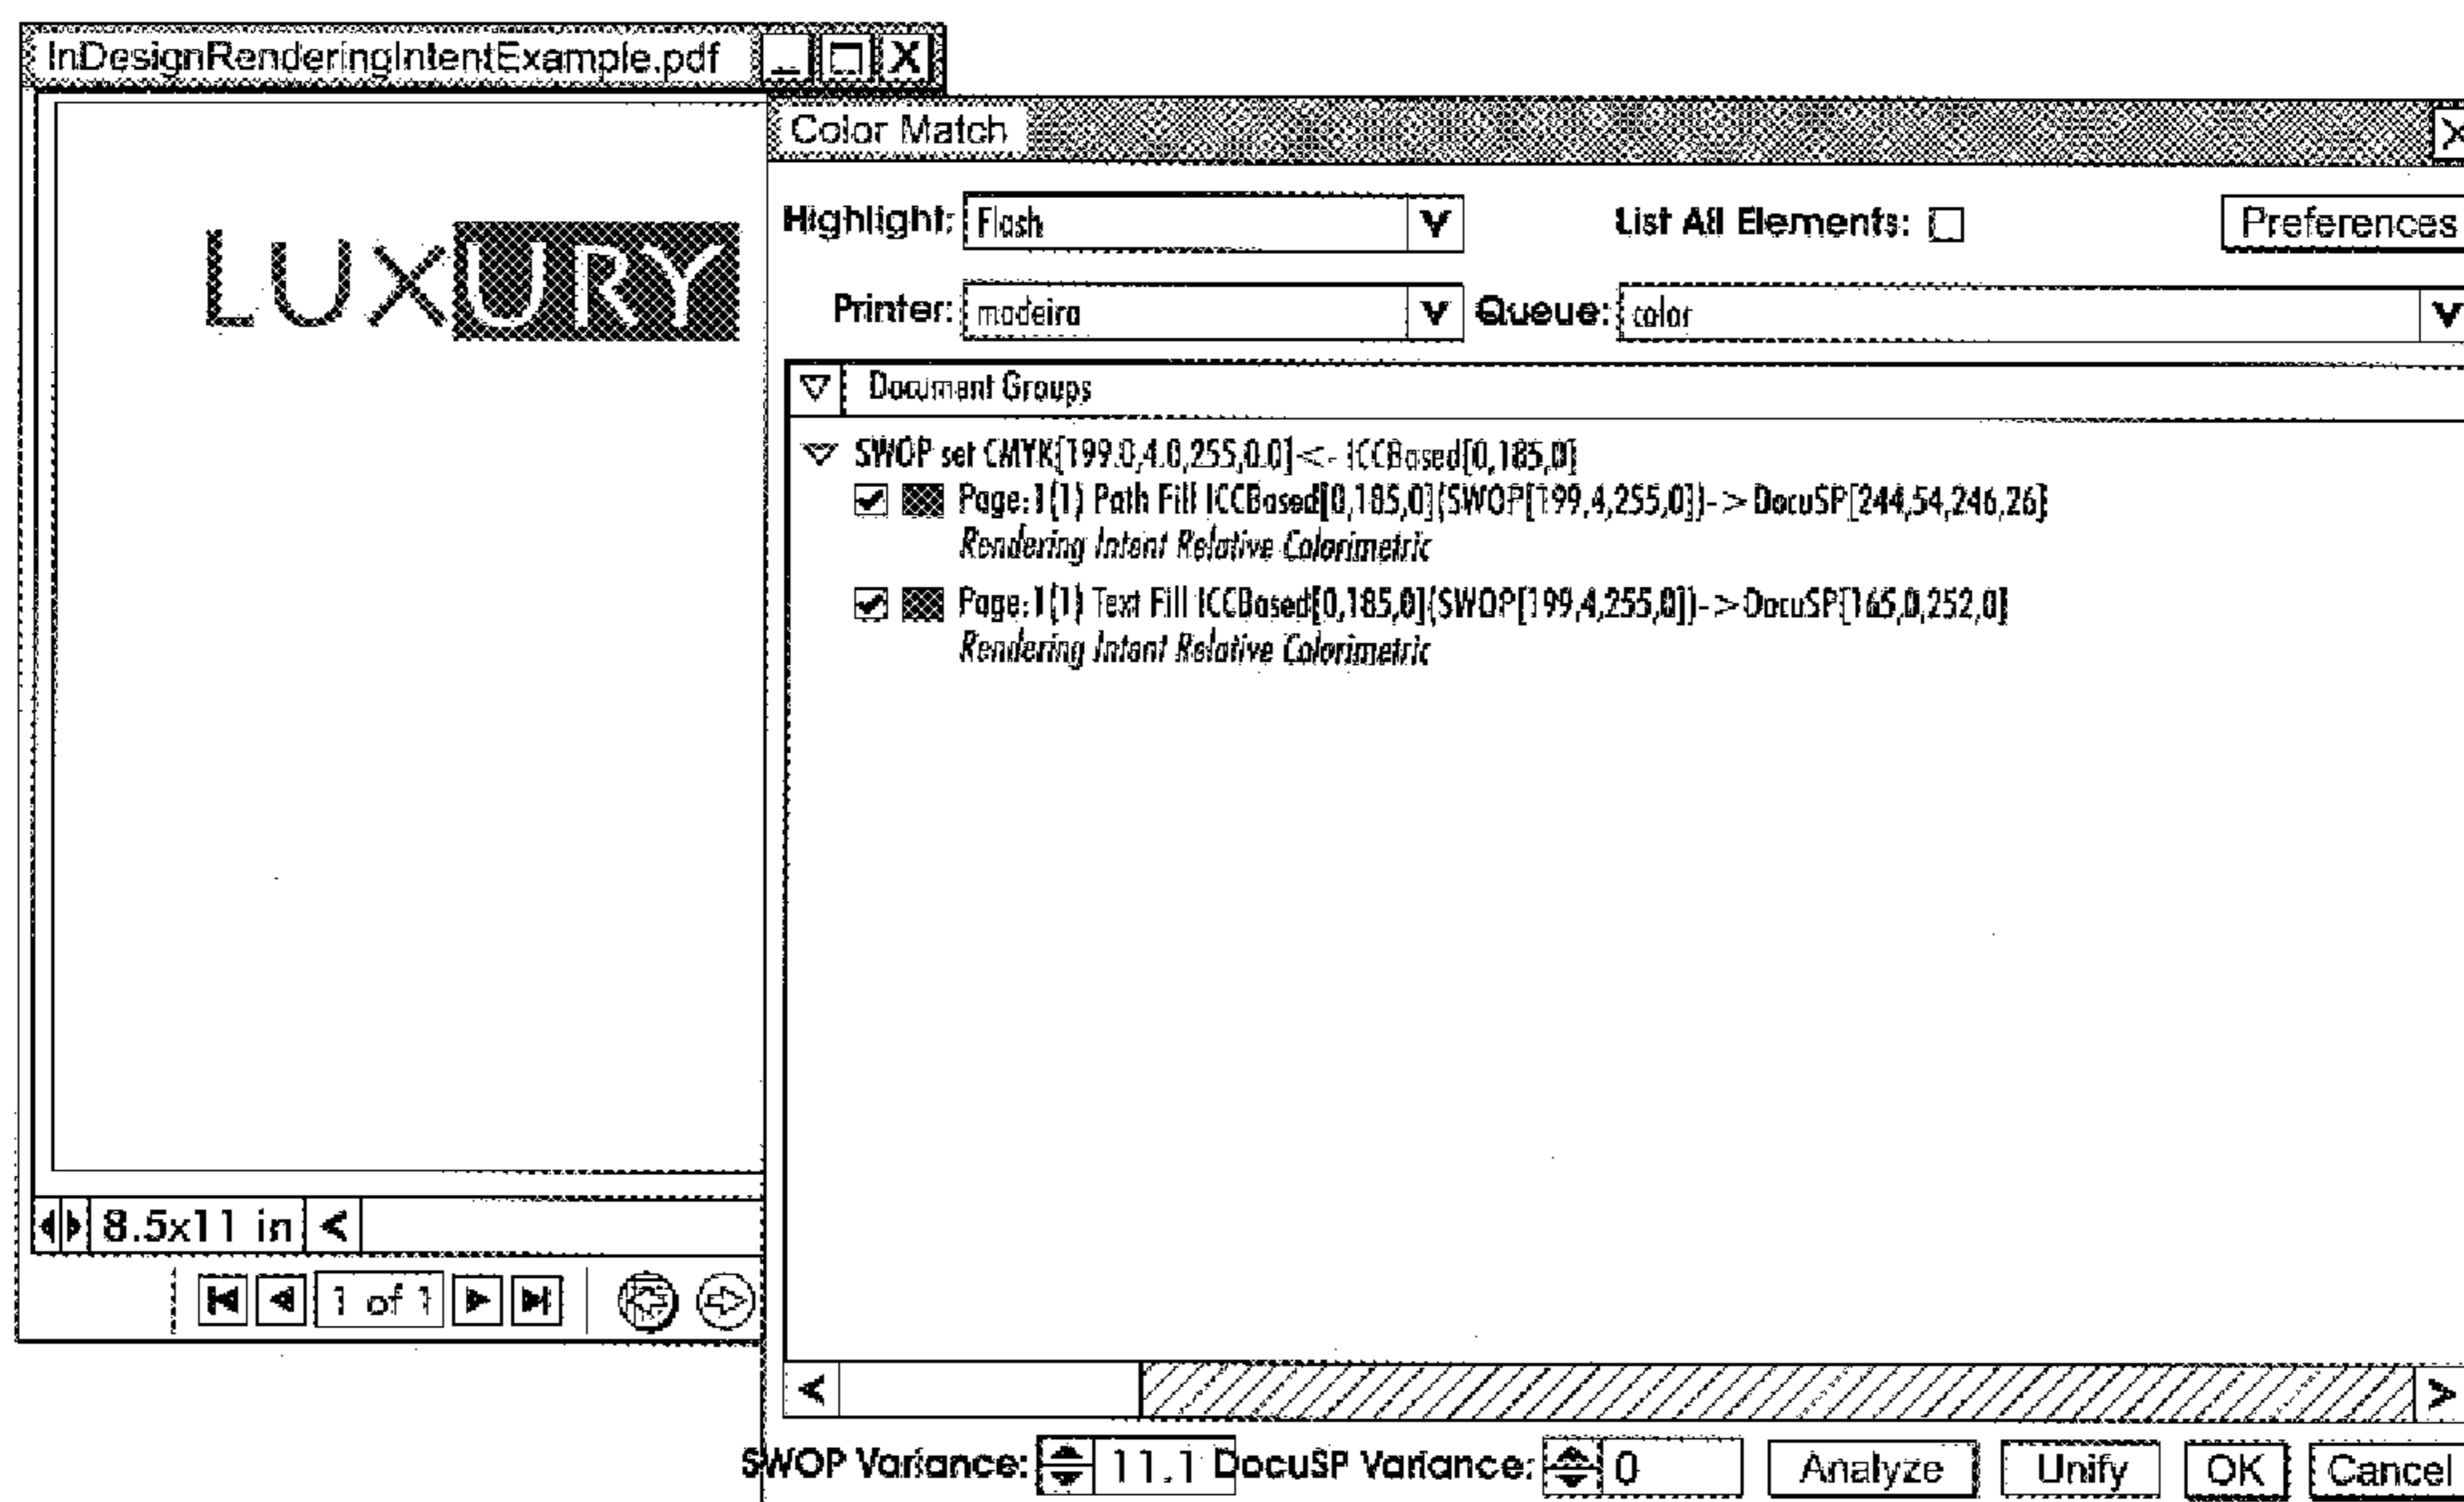 InDesignRenderingIntentExample.pdf
Color Match
LUXURY
Highlight: Flash
List All Elements:
Preferences
Printer: madeira
Queue: color
Document Groups
SWOP set CMYK[199.0,4.0,255,0.0]<- ICCBased[0,185,0]
Page:1(1) Path Fill ICCBased[0,185,0](SWOP[199,4,255,0])->DocuSP[244,54,246,26]
Rendering Intent Relative Colorimetric
Page:1(1) Text Fill ICCBased[0,185,0](SWOP[199,4,255,0])->DocuSP[165,0,252,0]
Rendering Intent Relative Colorimetric
8.5x11 in
1 of 1
SWOP Variance: 11.1 DocuSP Variance: 0 Analyze Unify OK Cancel